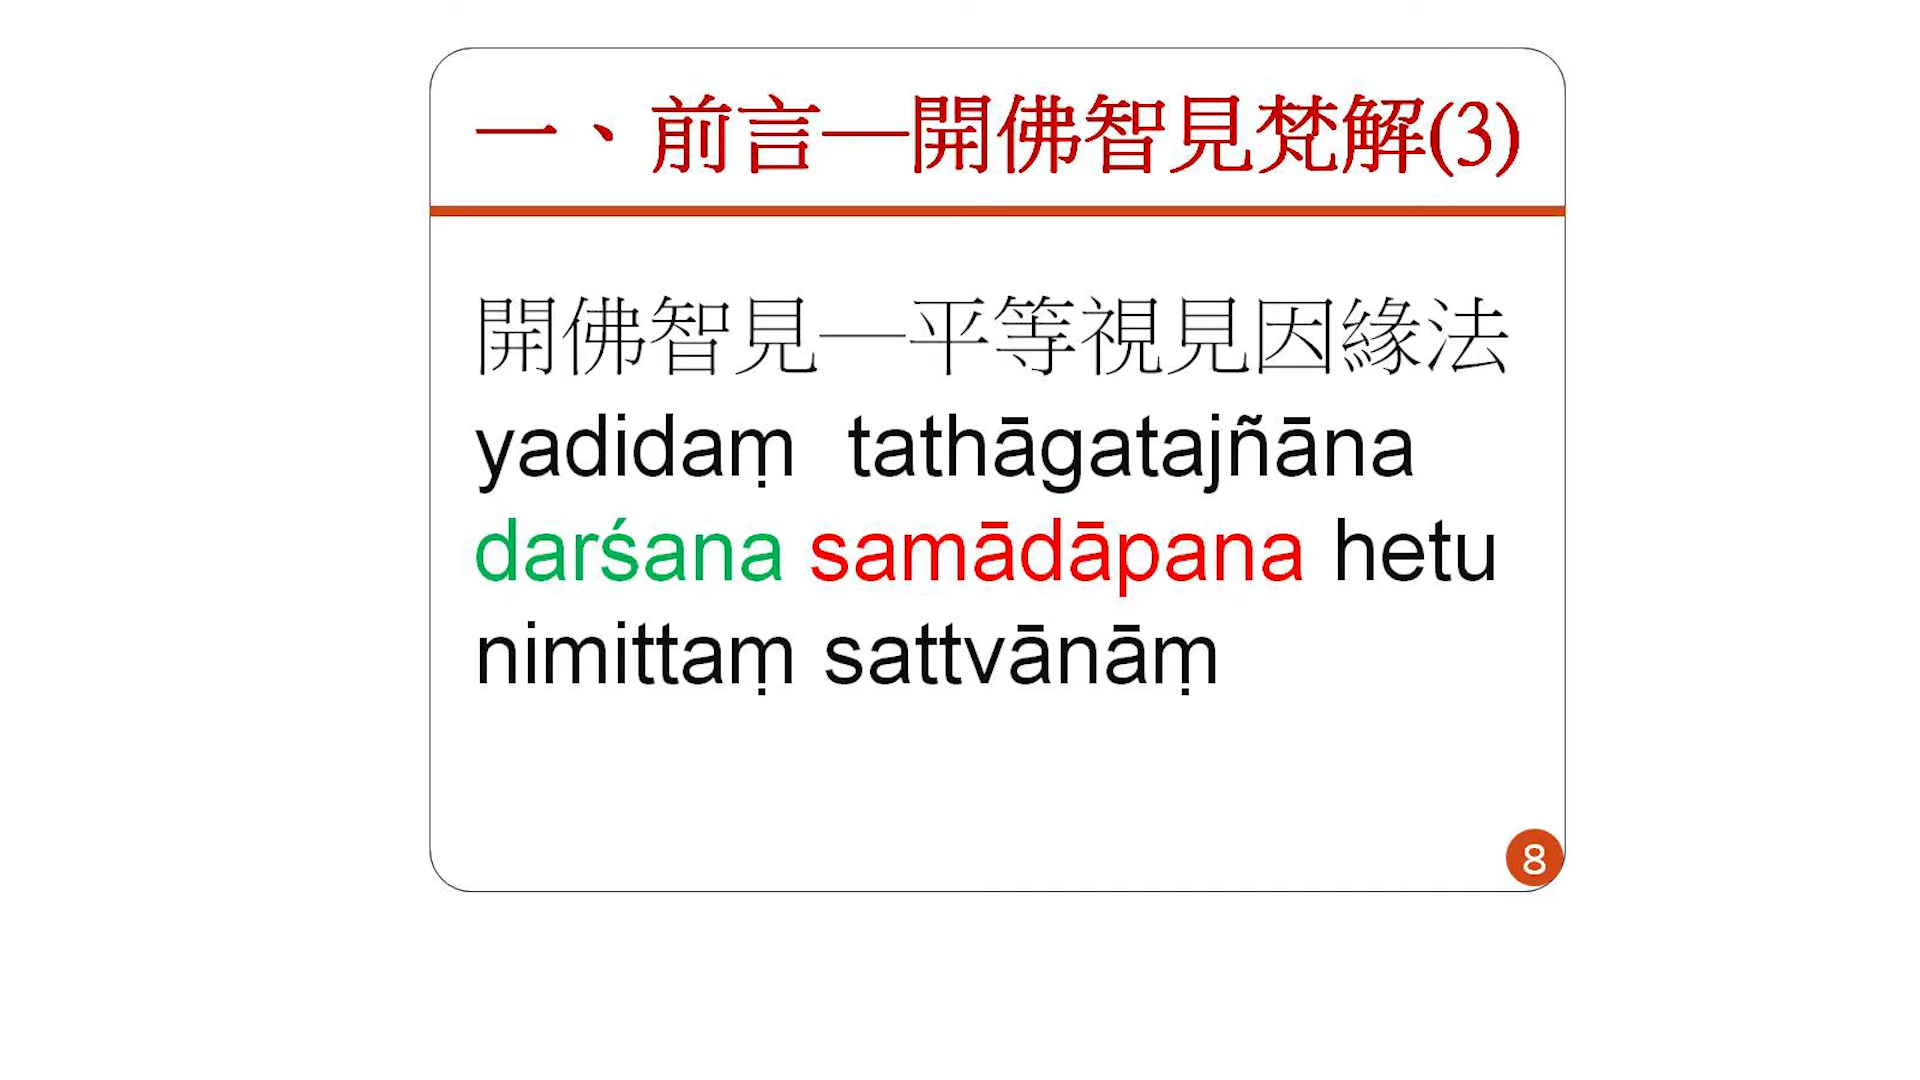 一、前言—開佛智見梵解(3)
開佛智見—平等視見因緣法
yadidaṃ tathāgatajñāna
darśana samādāpana hetu
nimittaṃ sattvānāṃ
8